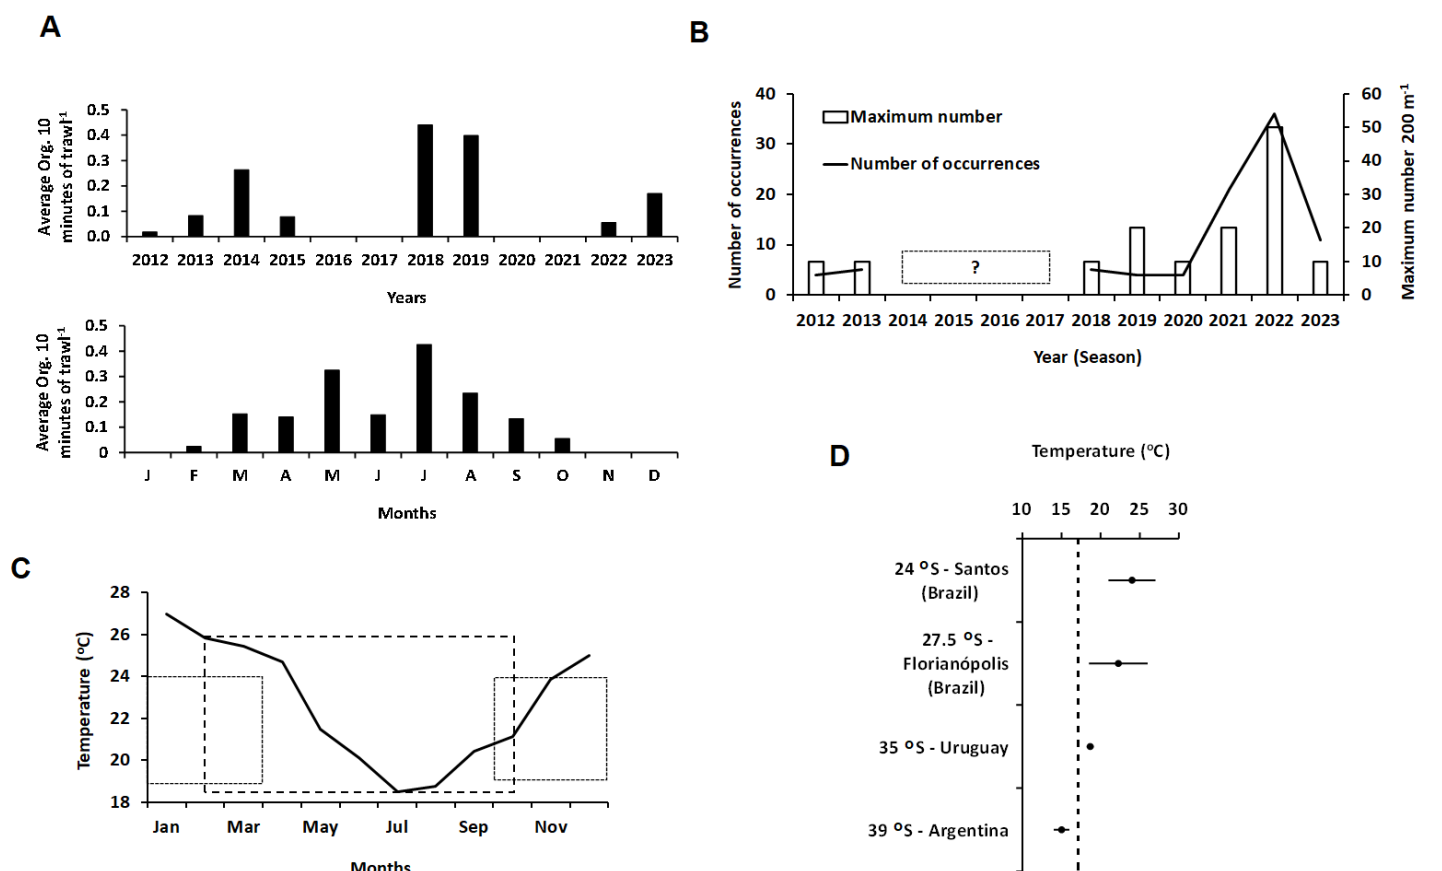 A
Average Org. 10
minutes of trawl-1
0.5
0.4
0.3
0.2
0.1
0.0
2012 2013 2014 2015 2016 2017 2018 2019 2020 2021 2022 2023
Years
Average Org. 10
minutes of trawl-1
0.5
0.4
0.3
0.2
0.1
0
J F M A M J J A S O N D
Months
B
Number of occurrences
40
30
20
10
0
Maximum number
Number of occurrences
?
60
50
40
30
20
10
0
Maximum number 200 m-1
2012 2013 2014 2015 2016 2017 2018 2019 2020 2021 2022 2023
Year (Season)
C
Temperature (ºC)
28
26
24
22
20
18
Jan Mar May Jul Sep Nov
Months
D
Temperature (ºC)
10 15 20 25 30
24 ºS - Santos
(Brazil)
27.5 ºS -
Florianópolis
(Brazil)
35 ºS - Uruguay
39 ºS - Argentina